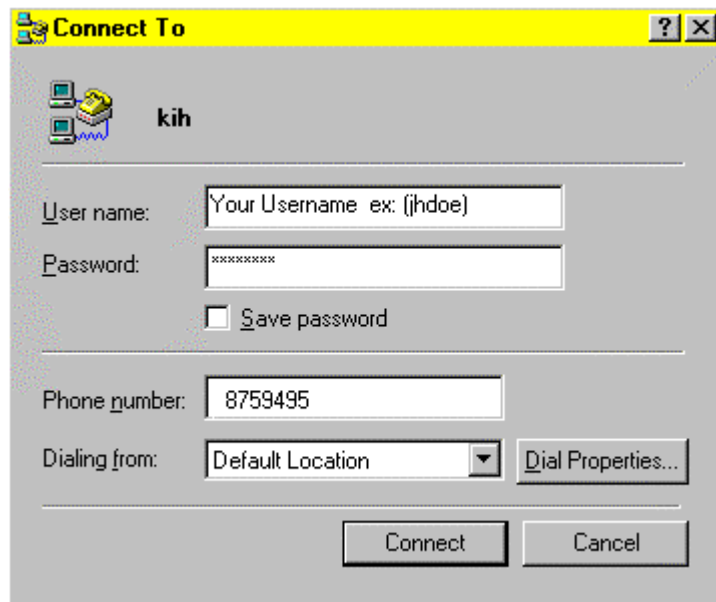 Connect To
kih
User name: Your Username ex: (jhdoe)
Password: ********
Save password
Phone number: 8759495
Dialing from: Default Location Dial Properties...
Connect Cancel